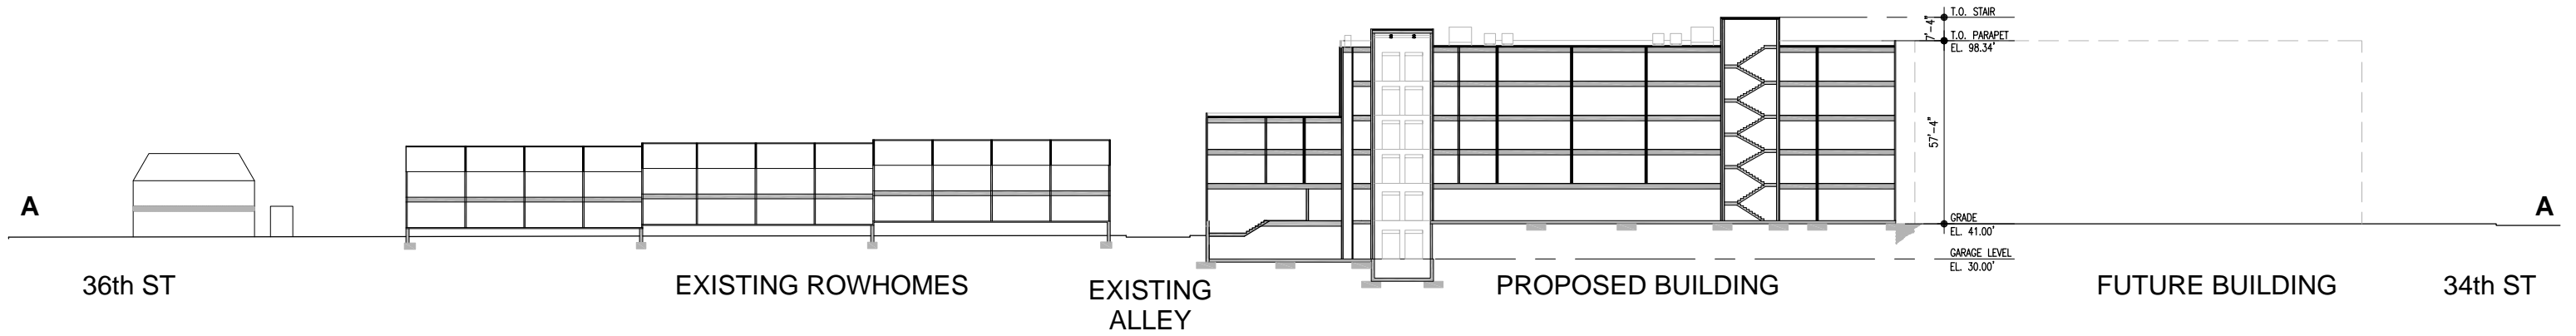 T.O. STAIR
7'-4"
T.O. PARAPET
EL. 98.34'
57'-4"
A
A
GRADE
EL. 41.00'
GARAGE LEVEL
EL. 30.00'
36th ST
EXISTING ROWHOMES
EXISTING
ALLEY
PROPOSED BUILDING
FUTURE BUILDING
34th ST